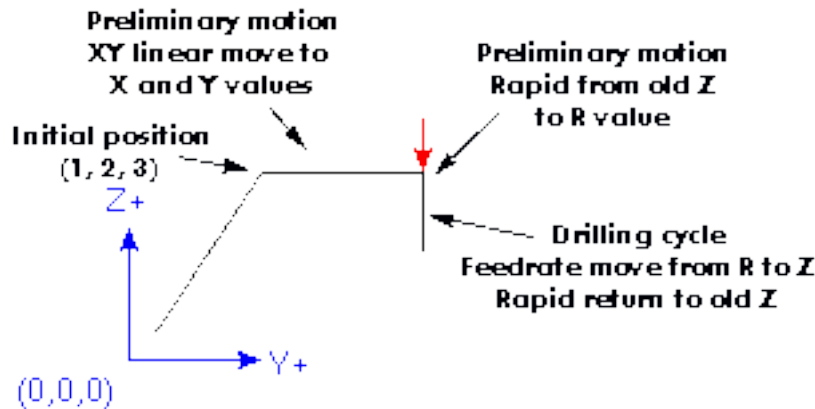 Preliminary motion
XY linear move to
X and Y values
Preliminary motion
Rapid from old Z
to R value
Initial position
(1, 2, 3)
Z+
Drilling cycle
Feedrate move from R to Z
Rapid return to old Z
Y+
(0,0,0)